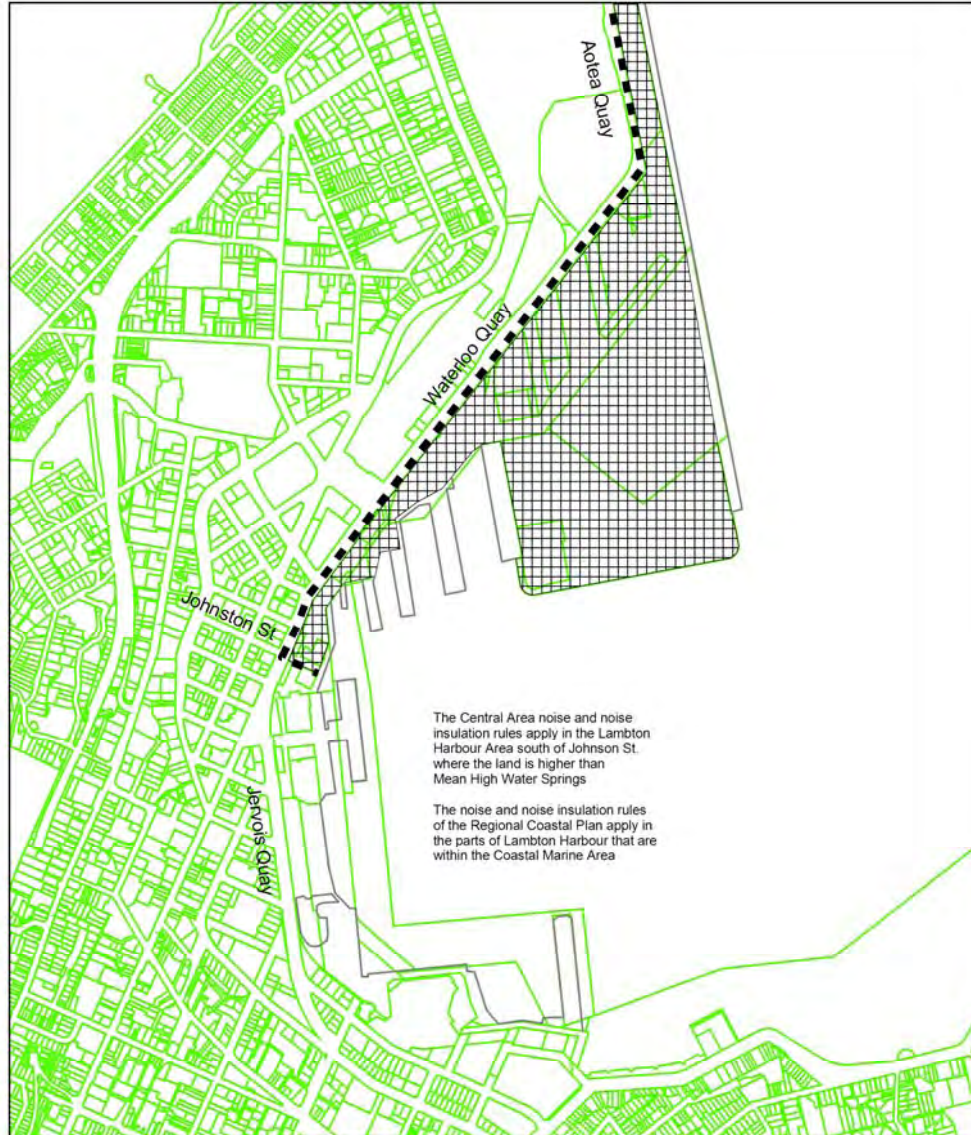 Aotea Quay
Waterloo Quay
Johnston St
The Central Area noise and noise
insulation rules apply in the Lambton
Harbour Area south of Johnson St.
where the land is higher than
Mean High Water Springs
The noise and noise insulation rules
of the Regional Coastal Plan apply in
the parts of Lambton Harbour that are
within the Coastal Marine Area
Jervois Quay